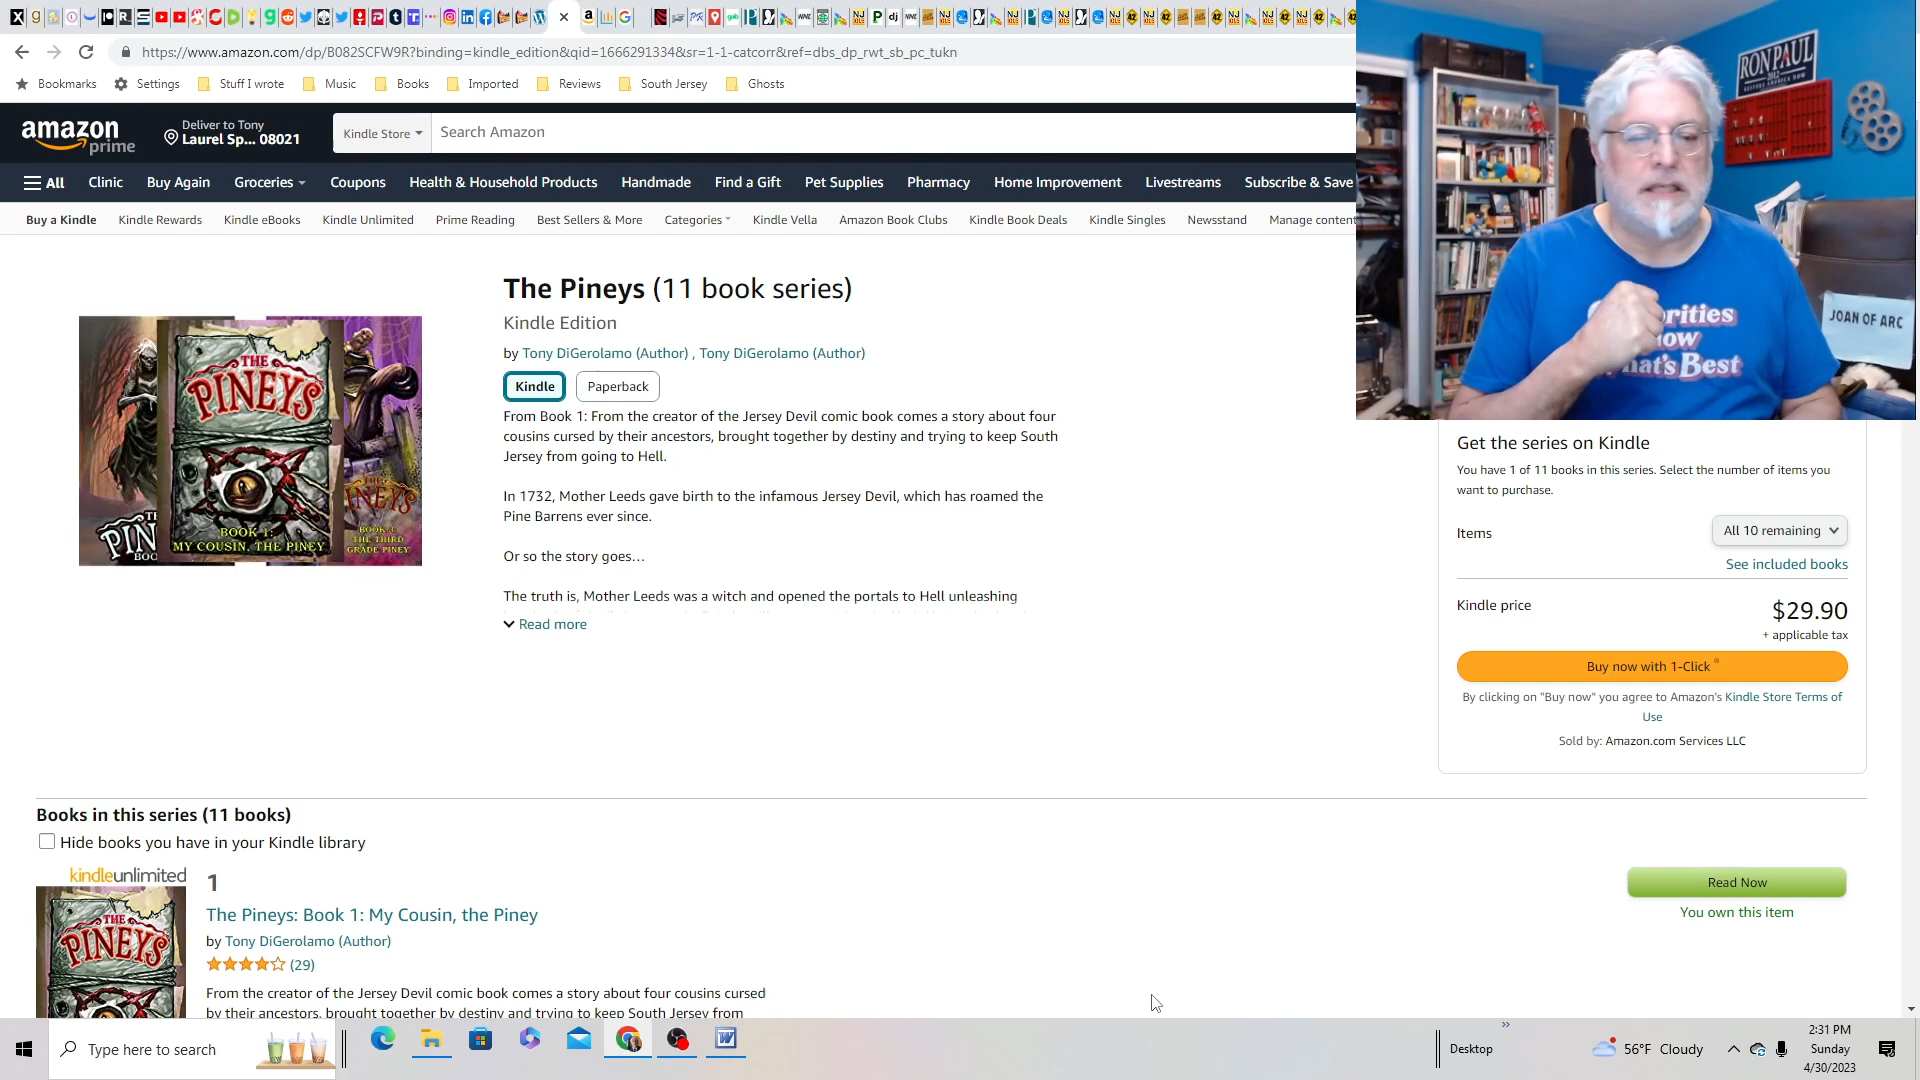 https://www.amazon.com/dp/B082SCFW9R?binding=kindle_edition&qid=1666291334&sr=1-1-catcorr&ref=dbs_dp_rwt_sb_pc_tukn
Bookmarks Settings Stuff I wrote Music Books Imported Reviews South Jersey Ghosts
RON PAUL
2012
amazon prime
Deliver to Tony
Laurel Sp... 08021
Kindle Store
Search Amazon
All Clinic Buy Again Groceries Coupons Health & Household Products Handmade Find a Gift Pet Supplies Pharmacy Home Improvement Livestreams Subscribe & Save
Buy a Kindle Kindle Rewards Kindle eBooks Kindle Unlimited Prime Reading Best Sellers & More Categories Kindle Vella Amazon Book Clubs Kindle Book Deals Kindle Singles Newsstand Manage content
JOAN OF ARC
The Pineys (11 book series)
Kindle Edition
by Tony DiGerolamo (Author) , Tony DiGerolamo (Author)
Kindle Paperback
From Book 1: From the creator of the Jersey Devil comic book comes a story about four
cousins cursed by their ancestors, brought together by destiny and trying to keep South
Jersey from going to Hell.
In 1732, Mother Leeds gave birth to the infamous Jersey Devil, which has roamed the
Pine Barrens ever since.
Or so the story goes…
The truth is, Mother Leeds was a witch and opened the portals to Hell unleashing
Read more
THE
PINEYS
BOOK 1:
MY COUSIN, THE PINEY
BOOK 3:
THE THIRD
GRADE PINEY
Get the series on Kindle
You have 1 of 11 books in this series. Select the number of items you
want to purchase.
Items All 10 remaining
See included books
Kindle price $29.90
+ applicable tax
Buy now with 1-Click ®
By clicking on "Buy now" you agree to Amazon's Kindle Store Terms of
Use
Sold by: Amazon.com Services LLC
Books in this series (11 books)
Hide books you have in your Kindle library
kindleunlimited
THE
PINEYS
1
The Pineys: Book 1: My Cousin, the Piney
by Tony DiGerolamo (Author)
(29)
From the creator of the Jersey Devil comic book comes a story about four cousins cursed
by their ancestors, brought together by destiny and trying to keep South Jersey from
Read Now
You own this item
Type here to search
Desktop
56°F Cloudy
2:31 PM
Sunday
4/30/2023